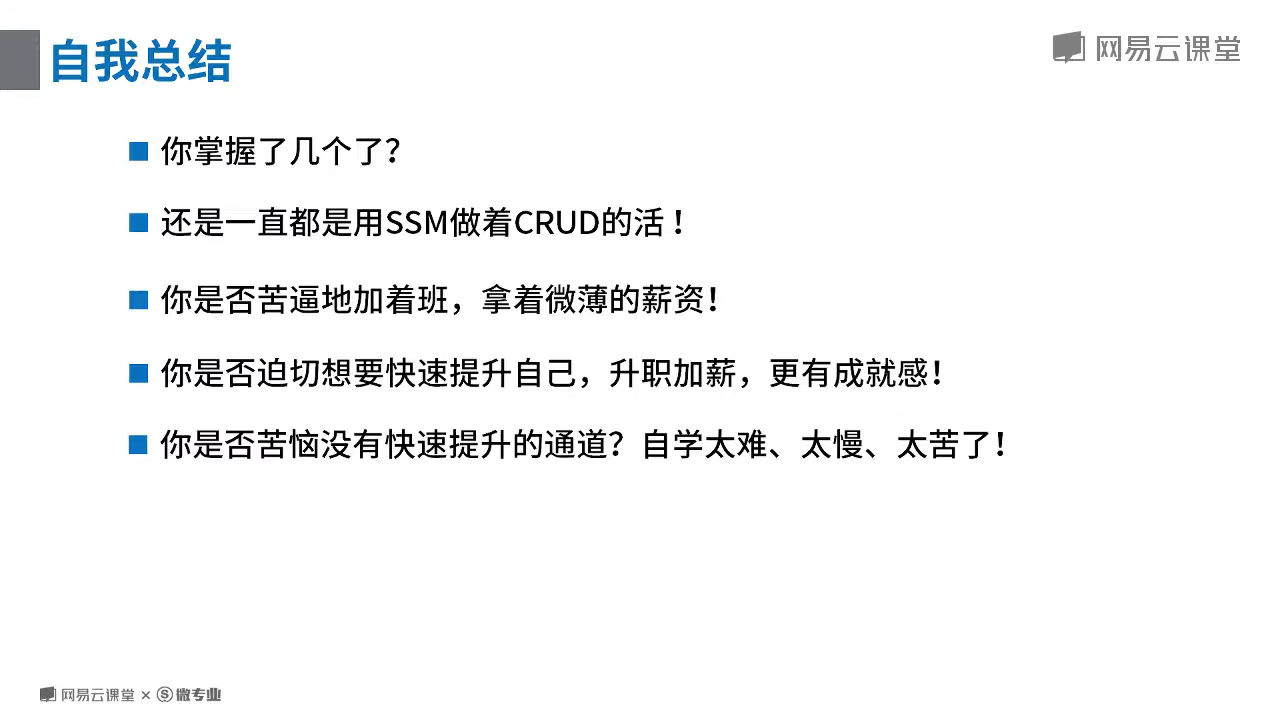 自我总结
网易云课堂
你掌握了几个了？
还是一直都是用SSM做着CRUD的活！
你是否苦逼地加着班，拿着微薄的薪资！
你是否迫切想要快速提升自己，升职加薪，更有成就感！
你是否苦恼没有快速提升的通道？自学太难、太慢、太苦了！
网易云课堂 × Ⓢ 微专业